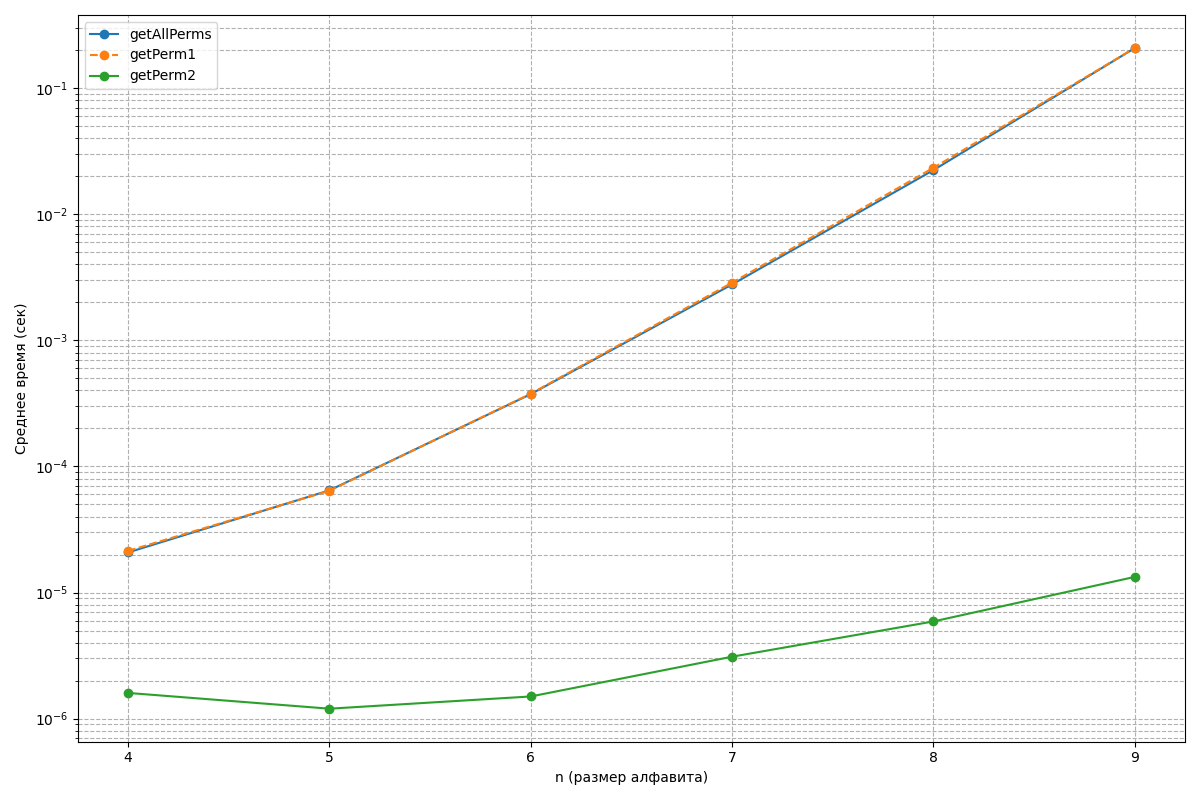 getAllPerms
getPerm1
getPerm2
10⁻¹
10⁻²
10⁻³
10⁻⁴
10⁻⁵
10⁻⁶
Среднее время (сек)
4 5 6 7 8 9
n (размер алфавита)